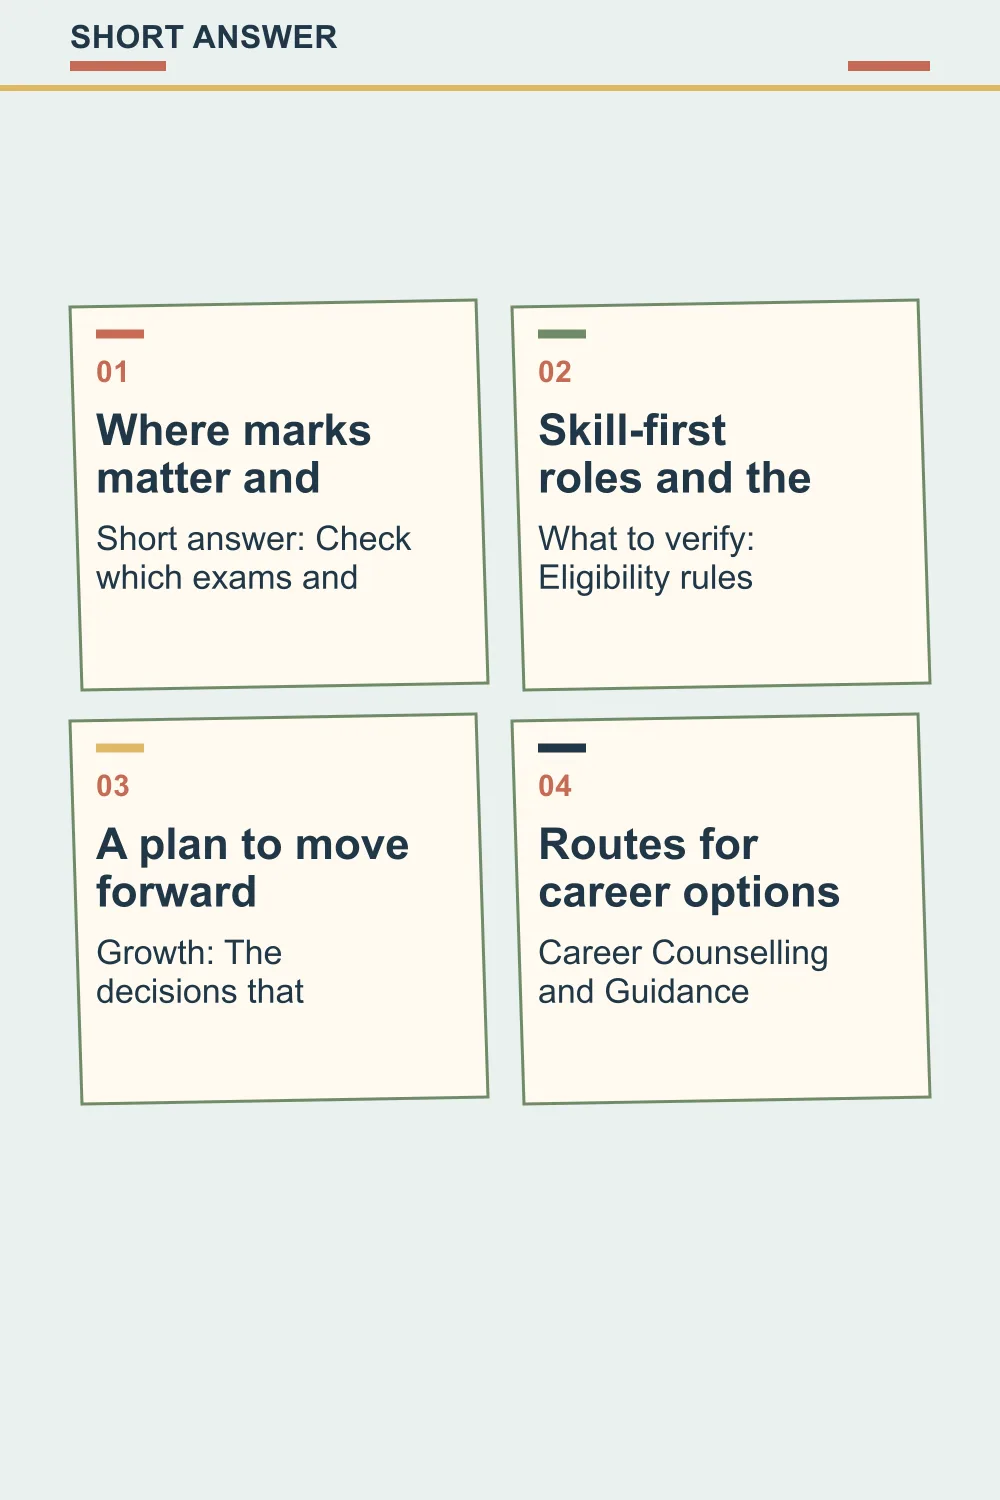 SHORT ANSWER
01
Where marks
matter and
Short answer: Check
which exams and
02
Skill-first
roles and the
What to verify:
Eligibility rules
03
A plan to move
forward
Growth: The
decisions that
04
Routes for
career options
Career Counselling
and Guidance